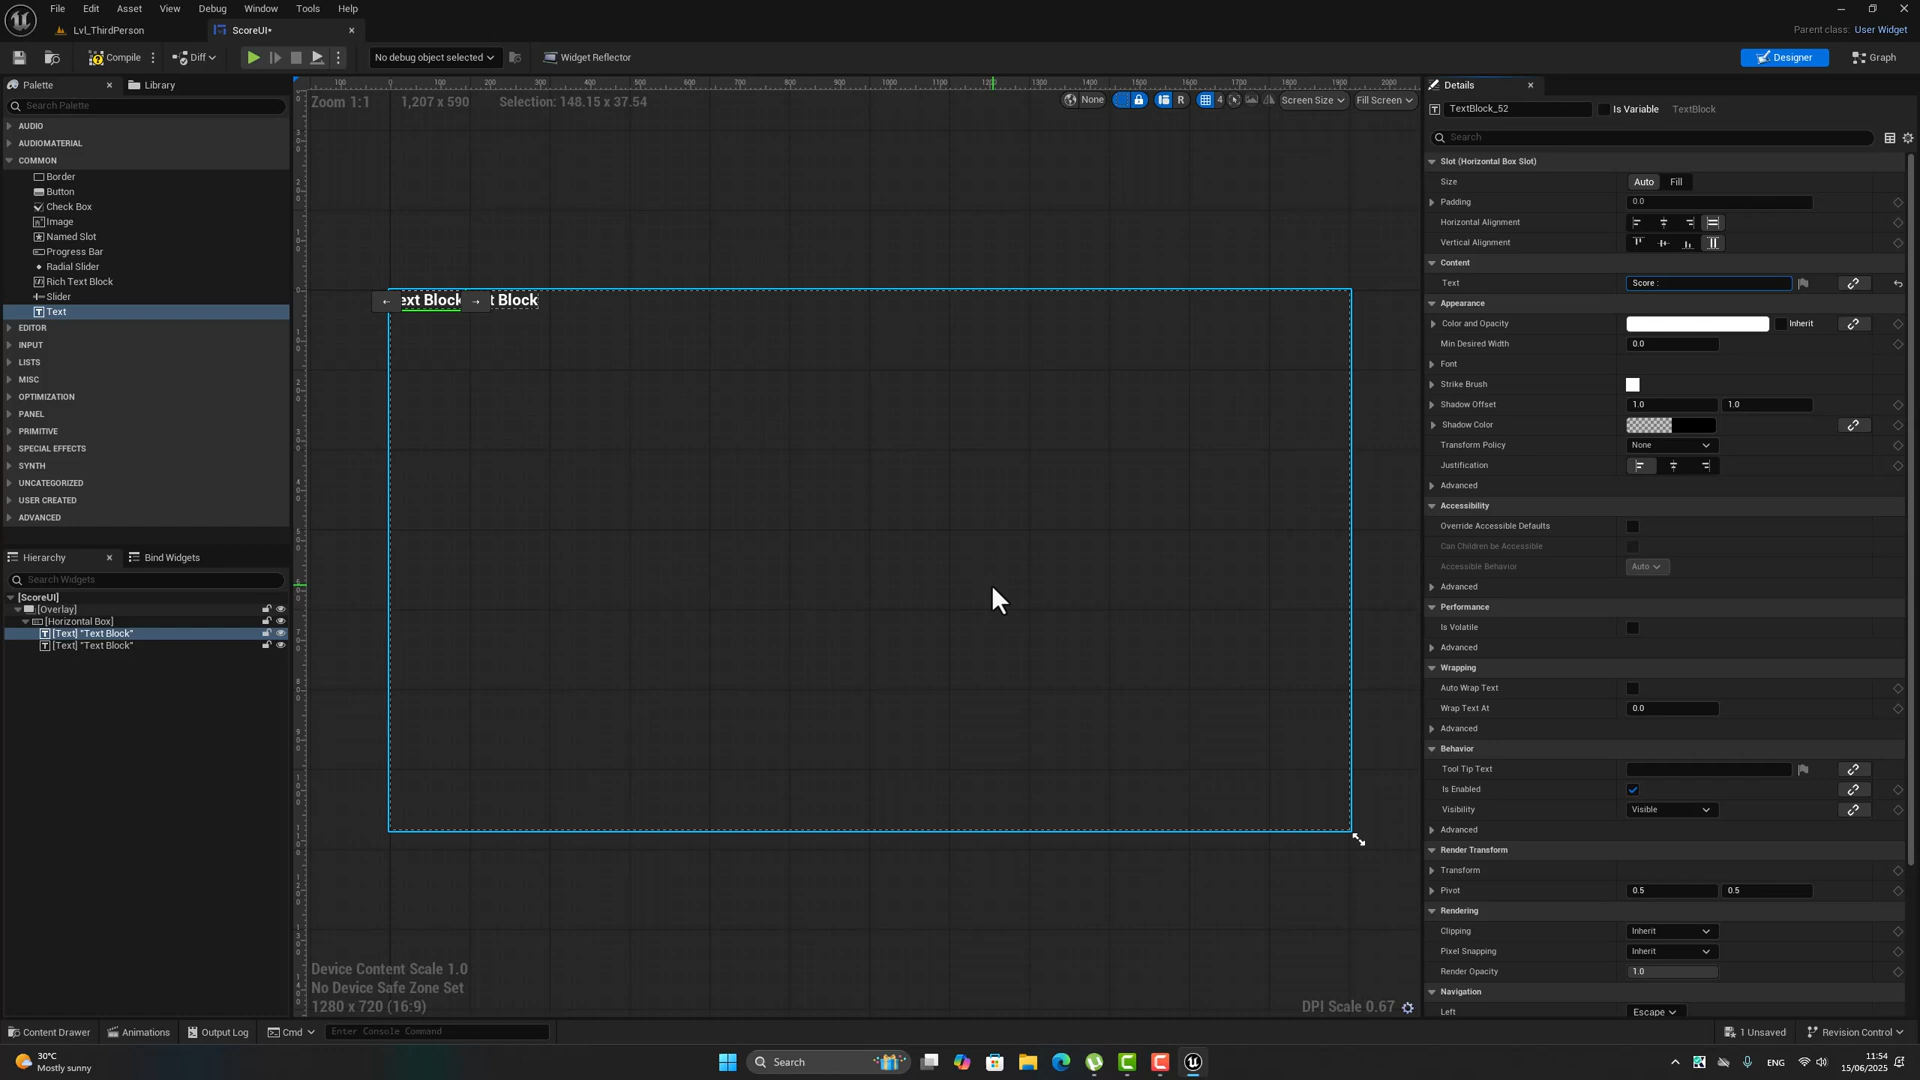 File Edit Asset View Debug Window Tools Help
Lvl_ThirdPerson
ScoreUI*
Parent class: User Widget
Compile
Diff
No debug object selected
Widget Reflector
Designer
Graph
Palette
Library
Search Palette
AUDIO
AUDIOMATERIAL
COMMON
Border
Button
Check Box
Image
Named Slot
Progress Bar
Radial Slider
Rich Text Block
Slider
Text
EDITOR
INPUT
LISTS
MISC
OPTIMIZATION
PANEL
PRIMITIVE
SPECIAL EFFECTS
SYNTH
UNCATEGORIZED
USER CREATED
ADVANCED
Hierarchy
Bind Widgets
Search Widgets
[ScoreUI]
[Overlay]
[Horizontal Box]
[Text] "Text Block"
[Text] "Text Block"
Zoom 1:1
1,207 x 590
Selection: 148.15 x 37.54
None
R
4
Screen Size
Fill Screen
ext Block
t Block
Device Content Scale 1.0
No Device Safe Zone Set
1280 x 720 (16:9)
DPI Scale 0.67
Details
TextBlock_52
Is Variable
TextBlock
Search
Slot (Horizontal Box Slot)
Size Auto Fill
Padding 0.0
Horizontal Alignment
Vertical Alignment
Content
Text Score :
Appearance
Color and Opacity Inherit
Min Desired Width 0.0
Font
Strike Brush
Shadow Offset 1.0 1.0
Shadow Color
Transform Policy None
Justification
Advanced
Accessibility
Override Accessible Defaults
Can Children be Accessible
Accessible Behavior Auto
Advanced
Performance
Is Volatile
Advanced
Wrapping
Auto Wrap Text
Wrap Text At 0.0
Advanced
Behavior
Tool Tip Text
Is Enabled
Visibility Visible
Advanced
Render Transform
Transform
Pivot 0.5 0.5
Rendering
Clipping Inherit
Pixel Snapping Inherit
Render Opacity 1.0
Navigation
Left Escape
Content Drawer
Animations
Output Log
Cmd
Enter Console Command
1 Unsaved
Revision Control
30°C
Mostly sunny
Search
ENG
11:54
15/06/2025